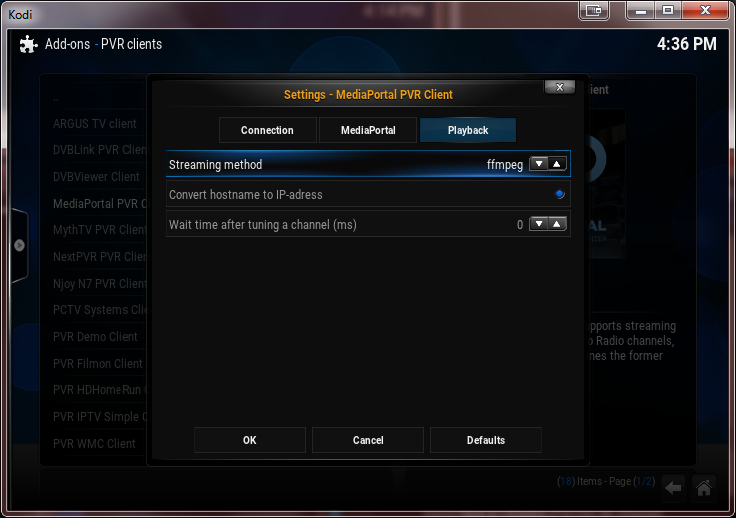 Kodi
Add-ons - PVR clients
4:36 PM
Settings - MediaPortal PVR Client
x
Connection
MediaPortal
Playback
Streaming method
ffmpeg
Convert hostname to IP-adress
Wait time after tuning a channel (ms)
0
OK
Cancel
Defaults
..
ARGUS TV client
DVBLink PVR Clien
DVBViewer Client
MediaPortal PVR C
MythTV PVR Client
NextPVR PVR Client
Njoy N7 PVR Client
PCTV Systems Clie
PVR Demo Client
PVR Filmon Client
PVR HDHomeRun C
PVR IPTV Simple C
PVR WMC Client
ient
AL
pports streaming
o Radio channels,
nes the former
(18) Items - Page (1/2)